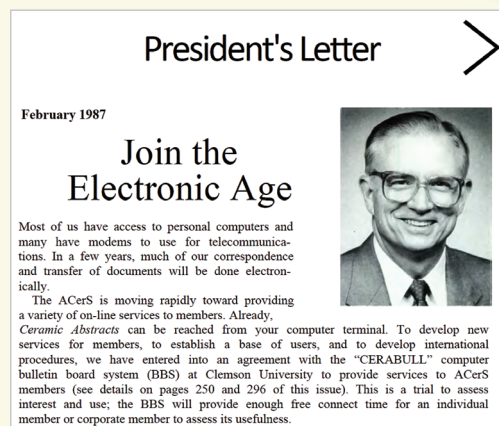 President's Letter
February 1987
Join the
Electronic Age
Most of us have access to personal computers and
many have modems to use for telecommunica-
tions. In a few years, much of our correspondence
and transfer of documents will be done electron-
ically.
The ACerS is moving rapidly toward providing
a variety of on-line services to members. Already,
Ceramic Abstracts can be reached from your computer terminal. To develop new
services for members, to establish a base of users, and to develop international
procedures, we have entered into an agreement with the “CERABULL” computer
bulletin board system (BBS) at Clemson University to provide services to ACerS
members (see details on pages 250 and 296 of this issue). This is a trial to assess
interest and use; the BBS will provide enough free connect time for an individual
member or corporate member to assess its usefulness.